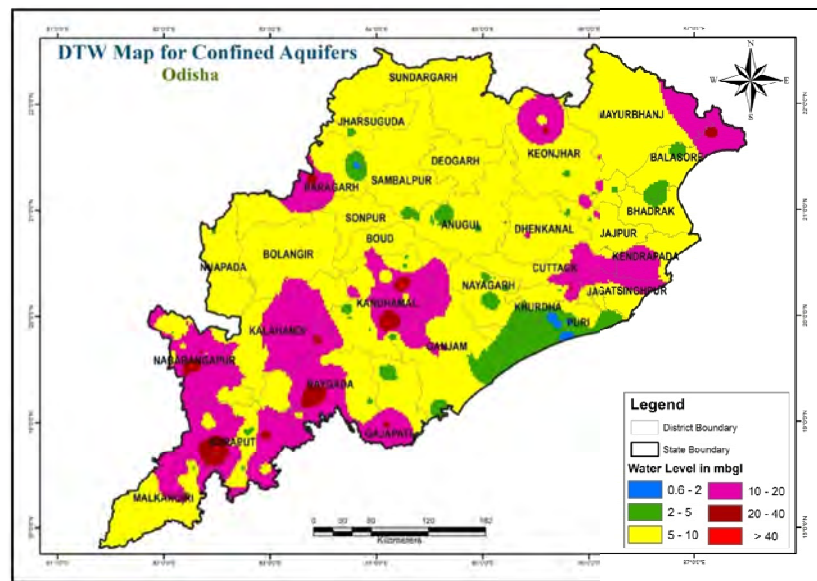 DTW Map for Confined Aquifers
Odisha
N
W E
S
SUNDARGARH
MAYURBHANJ
JHARSUGUDA
KEONJHAR
BALASORE
DEOGARH
SAMBALPUR
BARAGARH
BHADRAK
SONPUR
ANUGUL
DHENKANAL
JAJPUR
BOUD
BOLANGIR
KENDRAPADA
NUAPADA
CUTTACK
NAYAGARH
JAGATSINGHPUR
KANDHAMAL
KHURDHA
PURI
KALAHANDI
GANJAM
NABARANGAPUR
RAYGADA
GAJAPATI
KORAPUT
MALKANGIRI
Kilometers
Legend
District Boundary
State Boundary
Water Level in mbgl
0.6 - 2 10 - 20
2 - 5 20 - 40
5 - 10 > 40